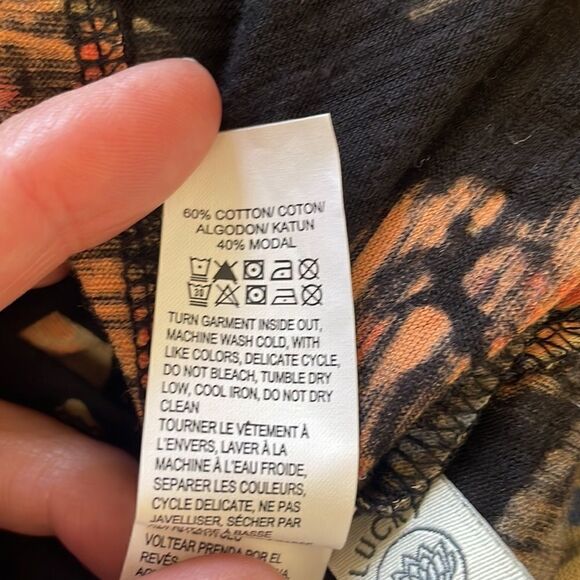 60% COTTON/ COTON/
ALGODON/ KATUN
40% MODAL
30
TURN GARMENT INSIDE OUT,
MACHINE WASH COLD, WITH
LIKE COLORS, DELICATE CYCLE,
DO NOT BLEACH, TUMBLE DRY
LOW, COOL IRON, DO NOT DRY
CLEAN
TOURNER LE VÊTEMENT À
L'ENVERS, LAVER À LA
MACHINE À L'EAU FROIDE,
SEPARER LES COULEURS,
CYCLE DELICATE, NE PAS
JAVELLISER, SÉCHER PAR
VOLTEAR PRENDA POR EL
REVÉS
LUCK